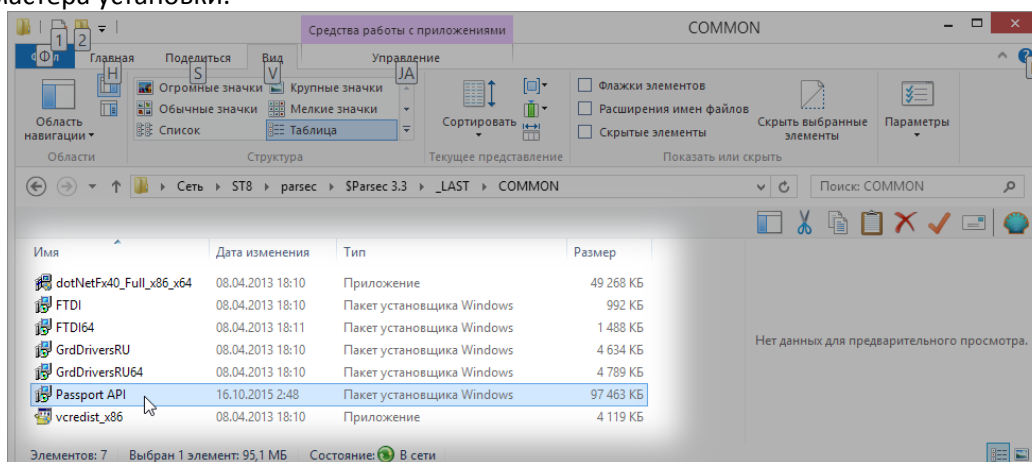 мастера установки.
1 2 Средства работы с приложениями COMMON
Ф Главная Поделиться Вид Управление
H S V JA
Огромные значки Крупные значки Флажки элементов
Обычные значки Мелкие значки Расширения имен файлов
Список Таблица Скрытые элементы
Область навигации Сортировать Скрыть выбранные элементы Параметры
Области Структура Текущее представление Показать или скрыть
Сеть ST8 parsec $Parsec 3.3 _LAST COMMON Поиск: COMMON
Имя Дата изменения Тип Размер
dotNetFx40_Full_x86_x64 08.04.2013 18:10 Приложение 49 268 КБ
FTDI 08.04.2013 18:10 Пакет установщика Windows 992 КБ
FTDI64 08.04.2013 18:11 Пакет установщика Windows 1 488 КБ
GrdDriversRU 08.04.2013 18:10 Пакет установщика Windows 4 634 КБ
Нет данных для предварительного просмотра.
GrdDriversRU64 08.04.2013 18:10 Пакет установщика Windows 4 789 КБ
Passport API 16.10.2015 2:48 Пакет установщика Windows 97 463 КБ
vcredist_x86 08.04.2013 18:10 Приложение 4 119 КБ
Элементов: 7 Выбран 1 элемент: 95,1 МБ Состояние: В сети